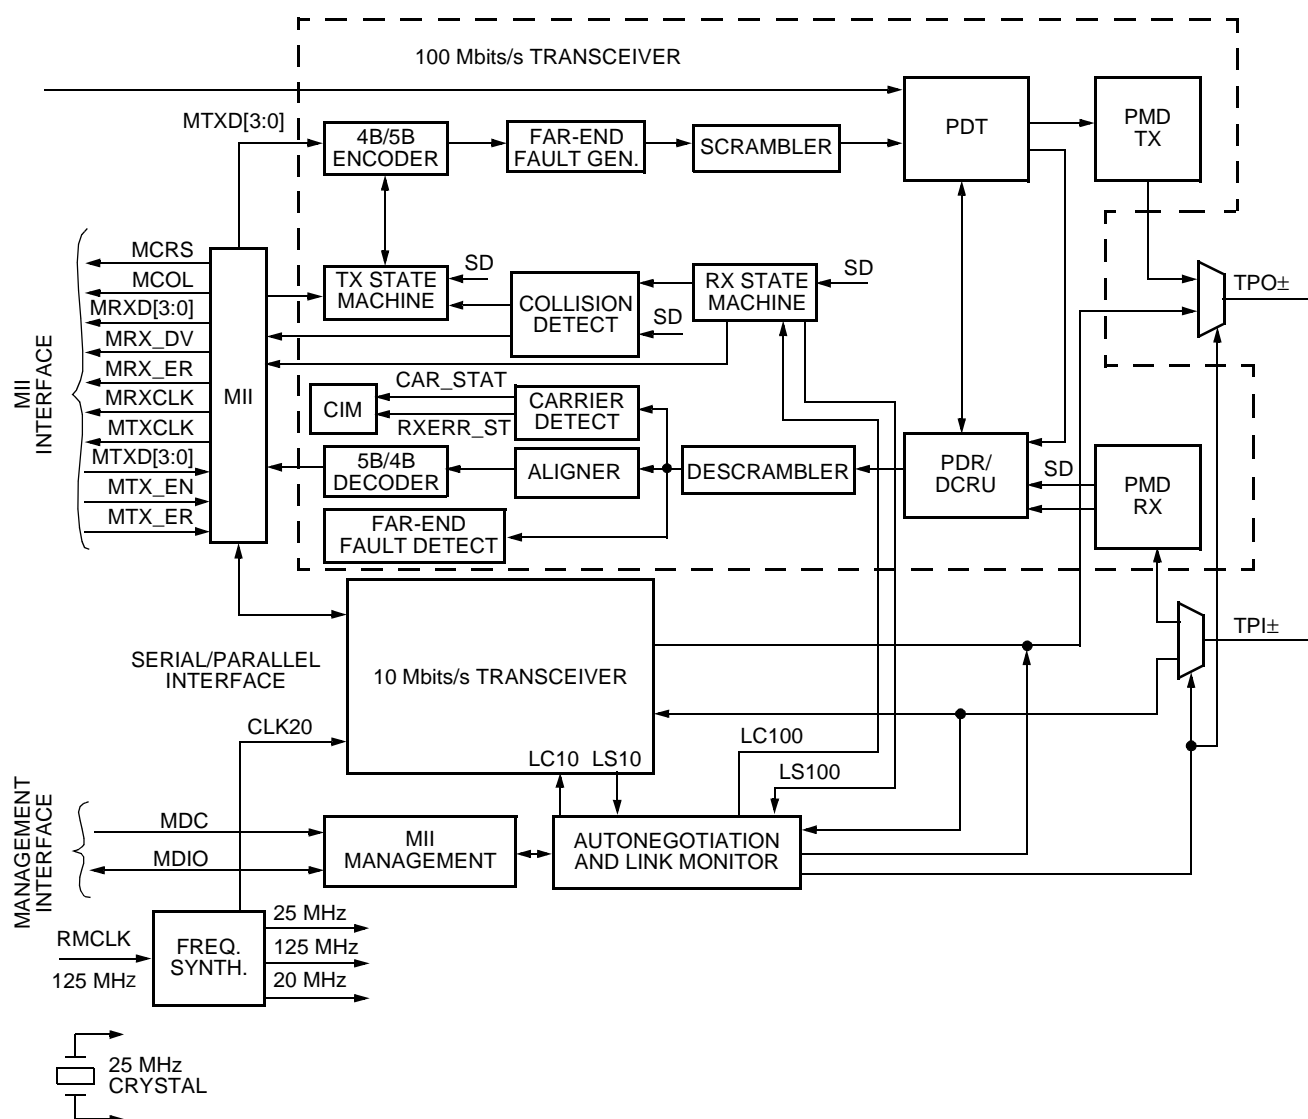 100 Mbits/s TRANSCEIVER
MTXD[3:0]
4B/5B
ENCODER
FAR-END
FAULT GEN.
SCRAMBLER
PDT
PMD
TX
MII
INTERFACE
MCRS
MCOL
MRXD[3:0]
MRX_DV
MRX_ER
MRXCLK
MTXCLK
MTXD[3:0]
MTX_EN
MTX_ER
MII
TX STATE
MACHINE
SD
COLLISION
DETECT
SD
RX STATE
MACHINE
SD
TPO±
CIM
CAR_STAT
RXERR_ST
CARRIER
DETECT
5B/4B
DECODER
ALIGNER
DESCRAMBLER
PDR/
DCRU
SD
PMD
RX
FAR-END
FAULT DETECT
TPI±
SERIAL/PARALLEL
INTERFACE
10 Mbits/s TRANSCEIVER
CLK20
LC10
LS10
LC100
LS100
MANAGEMENT
INTERFACE
MDC
MDIO
MII
MANAGEMENT
AUTONEGOTIATION
AND LINK MONITOR
RMCLK
125 MHz
FREQ.
SYNTH.
25 MHz
125 MHz
20 MHz
25 MHz
CRYSTAL